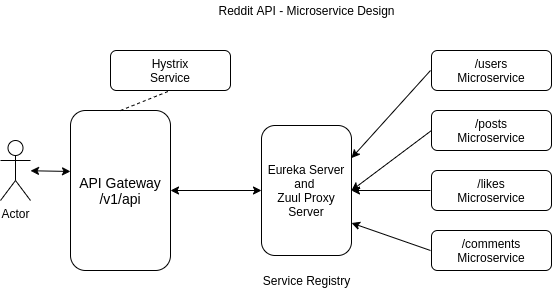 Reddit API - Microservice Design
Hystrix
Service
/users
Microservice
/posts
Microservice
API Gateway
/v1/api
Eureka Server
and
Zuul Proxy
Server
/likes
Microservice
Actor
/comments
Microservice
Service Registry